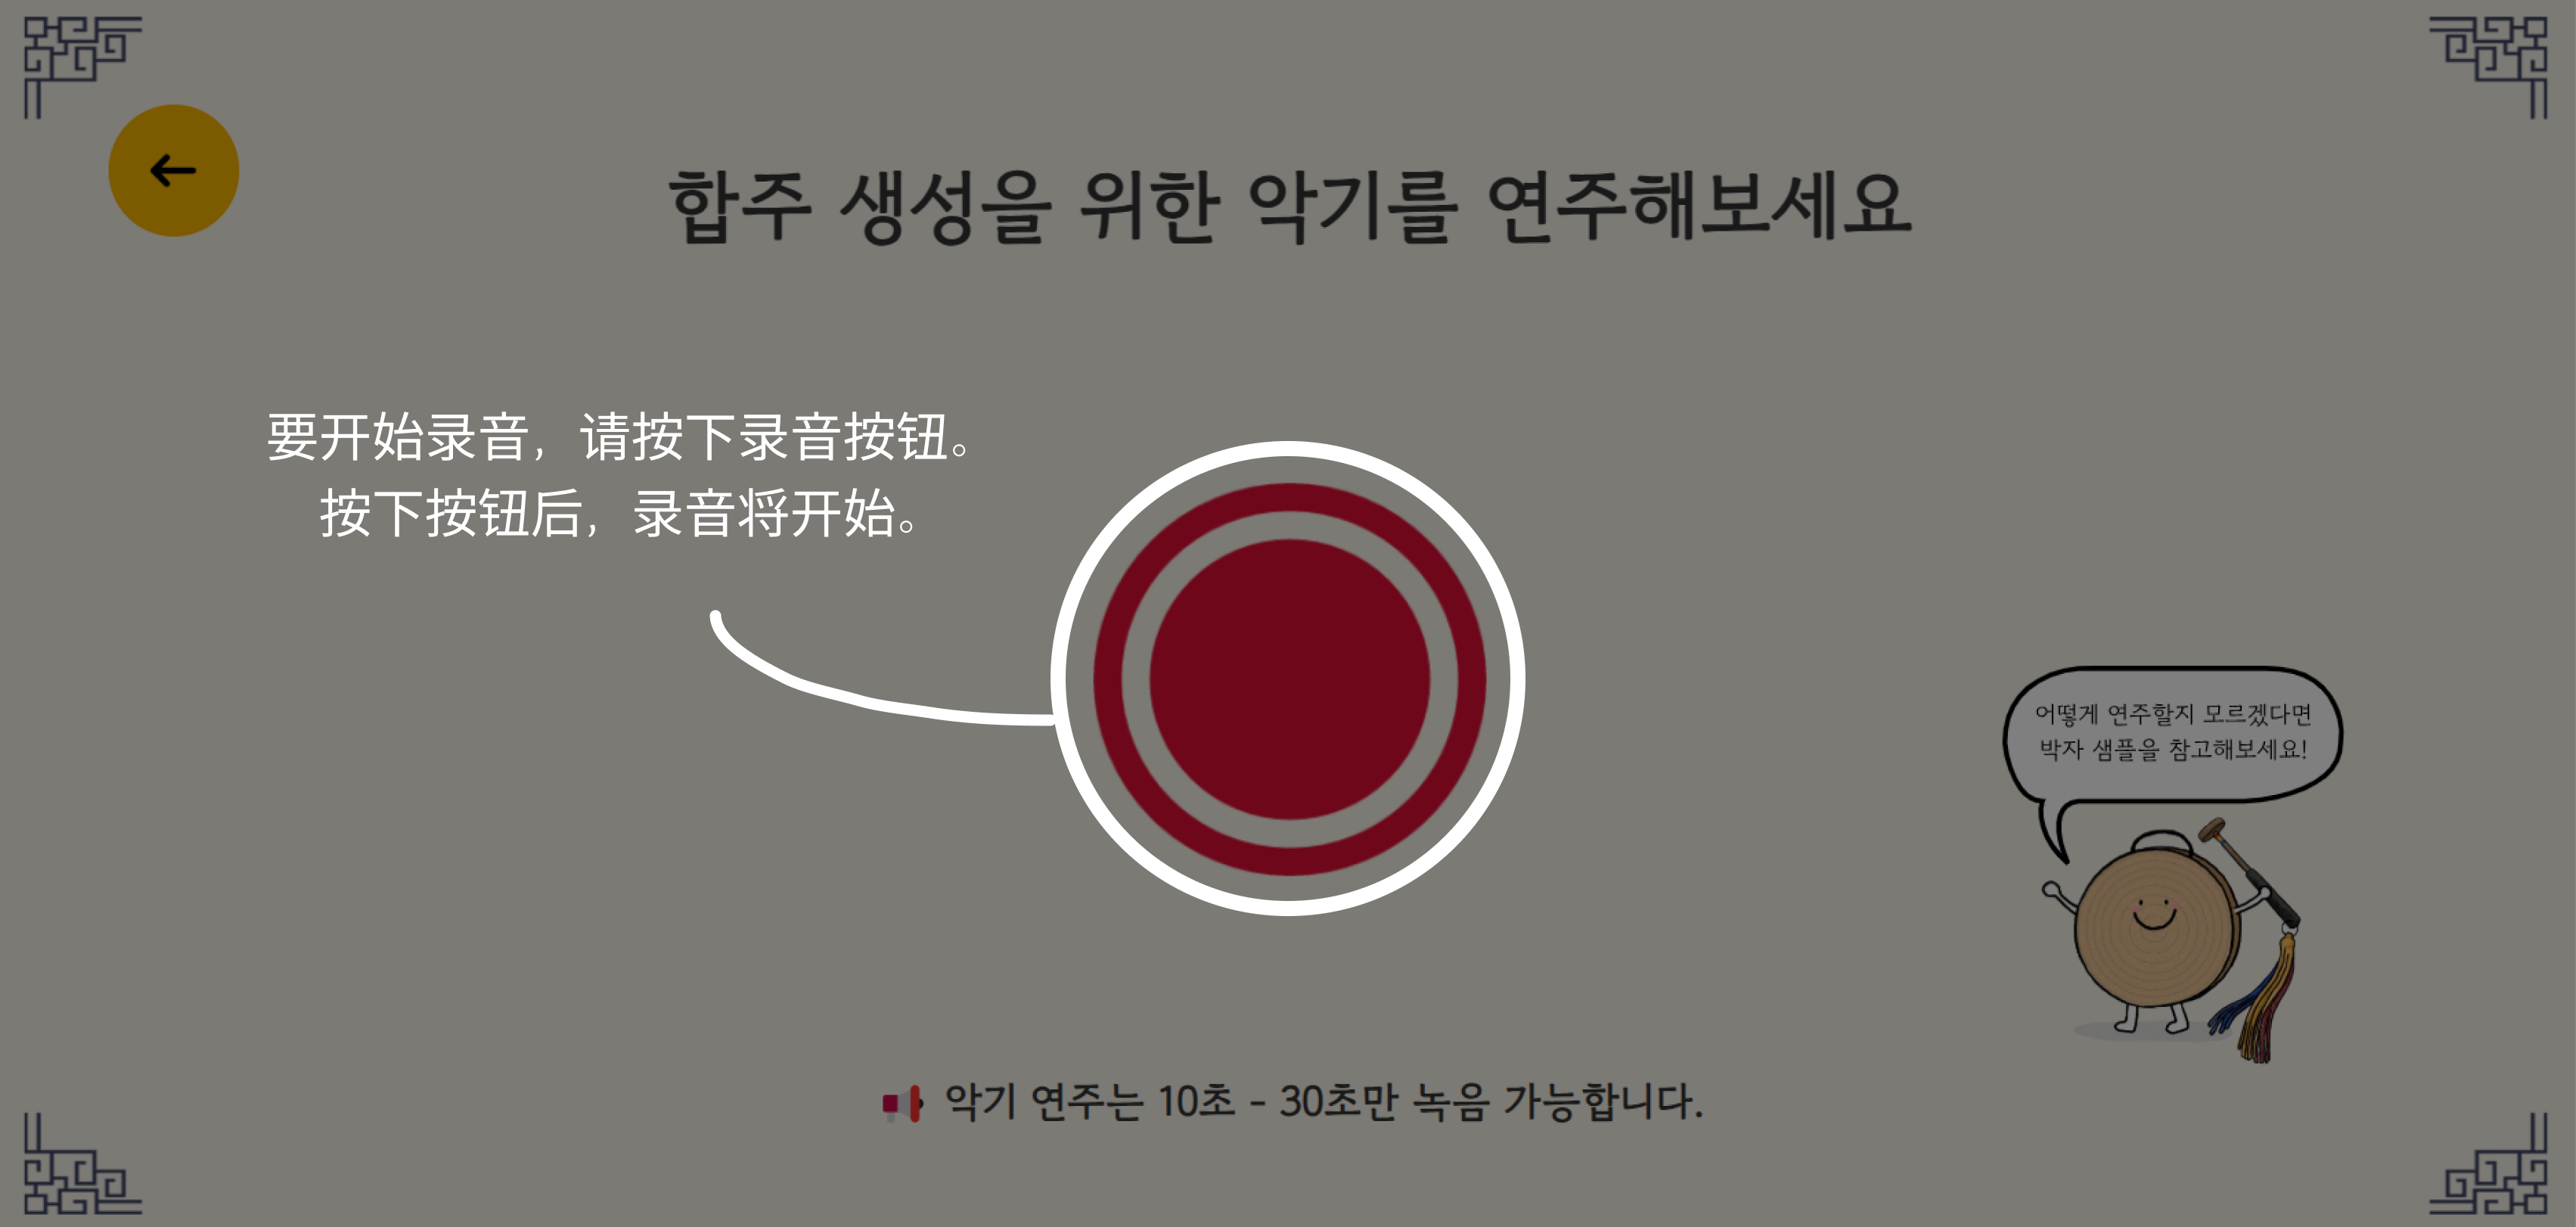 합주 생성을 위한 악기를 연주해보세요
要开始录音，请按下录音按钮。
按下按钮后，录音将开始。
어떻게 연주할지 모르겠다면
박자 샘플을 참고해보세요!
악기 연주는 10초 - 30초만 녹음 가능합니다.